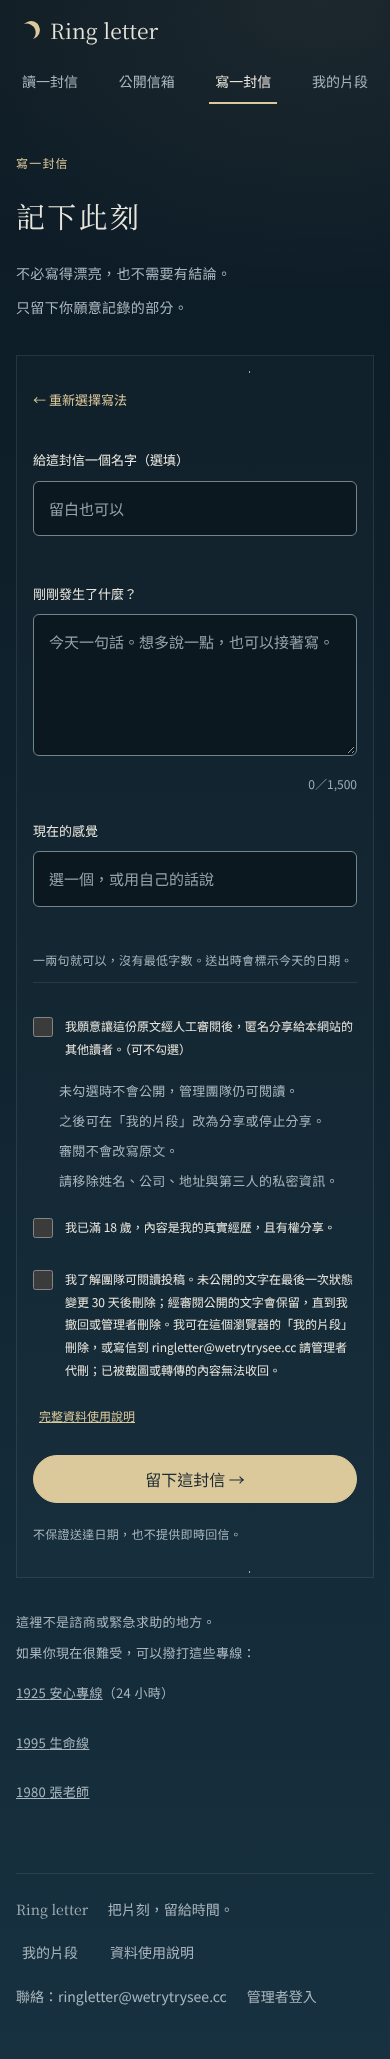 Ring letter
讀一封信 公開信箱 寫一封信 我的片段
寫一封信
記下此刻
不必寫得漂亮，也不需要有結論。
只留下你願意記錄的部分。
← 重新選擇寫法
給這封信一個名字（選填）
留白也可以
剛剛發生了什麼？
今天一句話。想多說一點，也可以接著寫。
0／1,500
現在的感覺
選一個，或用自己的話說
一兩句就可以，沒有最低字數。送出時會標示今天的日期。
我願意讓這份原文經人工審閱後，匿名分享給本網站的
其他讀者。（可不勾選）
未勾選時不會公開，管理團隊仍可閱讀。
之後可在「我的片段」改為分享或停止分享。
審閱不會改寫原文。
請移除姓名、公司、地址與第三人的私密資訊。
我已滿 18 歲，內容是我的真實經歷，且有權分享。
我了解團隊可閱讀投稿。未公開的文字在最後一次狀態
變更 30 天後刪除；經審閱公開的文字會保留，直到我
撤回或管理者刪除。我可在這個瀏覽器的「我的片段」
刪除，或寫信到 ringletter@wetrytrysee.cc 請管理者
代刪；已被截圖或轉傳的內容無法收回。
完整資料使用說明
留下這封信 →
不保證送達日期，也不提供即時回信。
這裡不是諮商或緊急求助的地方。
如果你現在很難受，可以撥打這些專線：
1925 安心專線（24 小時）
1995 生命線
1980 張老師
Ring letter 把片刻，留給時間。
我的片段 資料使用說明
聯絡：ringletter@wetrytrysee.cc 管理者登入